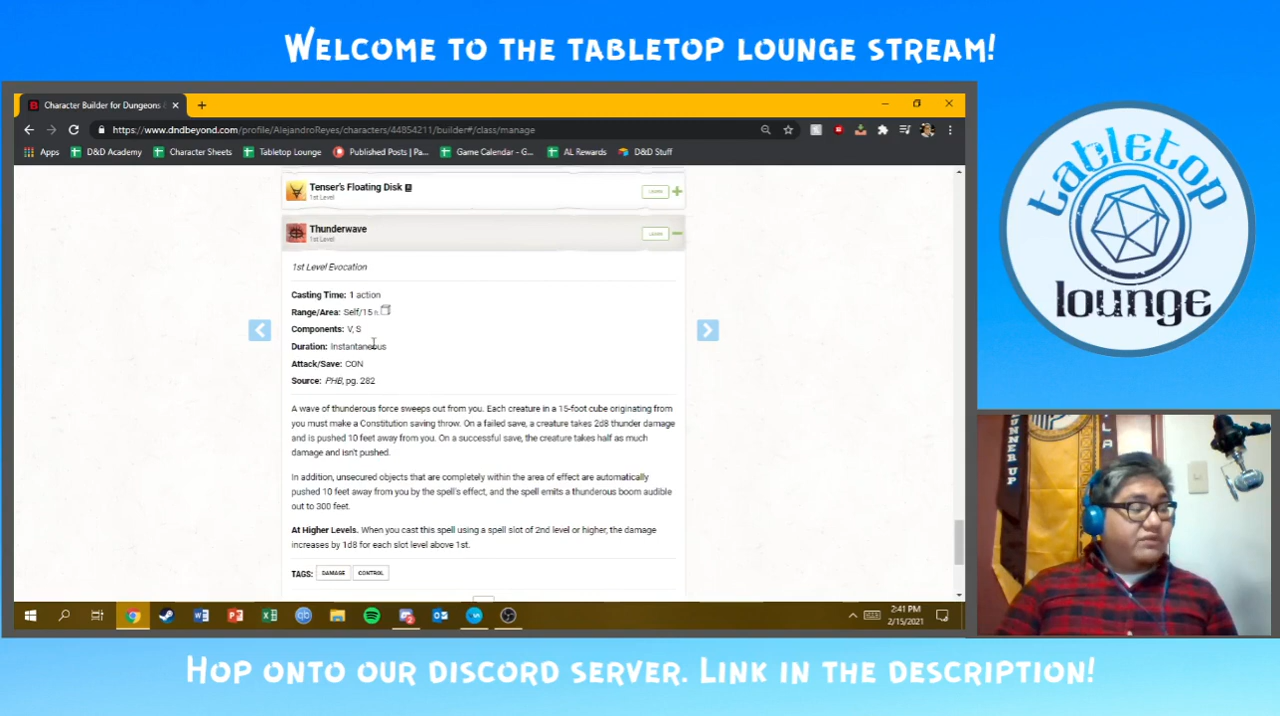 WELCOME TO THE TABLETOP LOUNGE STREAM!
Character Builder for Dungeons
https://www.dndbeyond.com/profile/AlejandroReyes/characters/44854211/builder#/class/manage
Apps D&D Academy Character Sheets Tabletop Lounge Published Posts | Pa... Game Calendar - G... AL Rewards D&D Stuff
Tenser's Floating Disk
1st Level
LEARN
Thunderwave
1st Level
LEARN
1st Level Evocation
Casting Time: 1 action
Range/Area: Self/15 ft.
Components: V, S
Duration: Instantaneous
Attack/Save: CON
Source: PHB, pg. 282
A wave of thunderous force sweeps out from you. Each creature in a 15-foot cube originating from
you must make a Constitution saving throw. On a failed save, a creature takes 2d8 thunder damage
and is pushed 10 feet away from you. On a successful save, the creature takes half as much
damage and isn't pushed.
In addition, unsecured objects that are completely within the area of effect are automatically
pushed 10 feet away from you by the spell's effect, and the spell emits a thunderous boom audible
out to 300 feet.
At Higher Levels. When you cast this spell using a spell slot of 2nd level or higher, the damage
increases by 1d8 for each slot level above 1st.
TAGS: DAMAGE CONTROL
2:41 PM
2/15/2021
tabletop
lounge
NNER UP
LA
HOP ONTO OUR DISCORD SERVER. LINK IN THE DESCRIPTION!